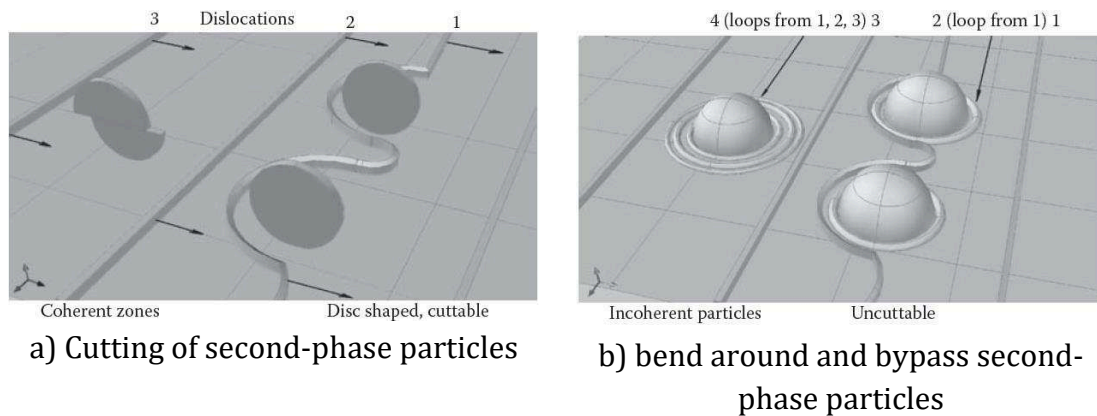 3 Dislocations 2 1
Coherent zones Disc shaped, cuttable
a) Cutting of second-phase particles
4 (loops from 1, 2, 3) 3 2 (loop from 1) 1
Incoherent particles Uncuttable
b) bend around and bypass second-
phase particles